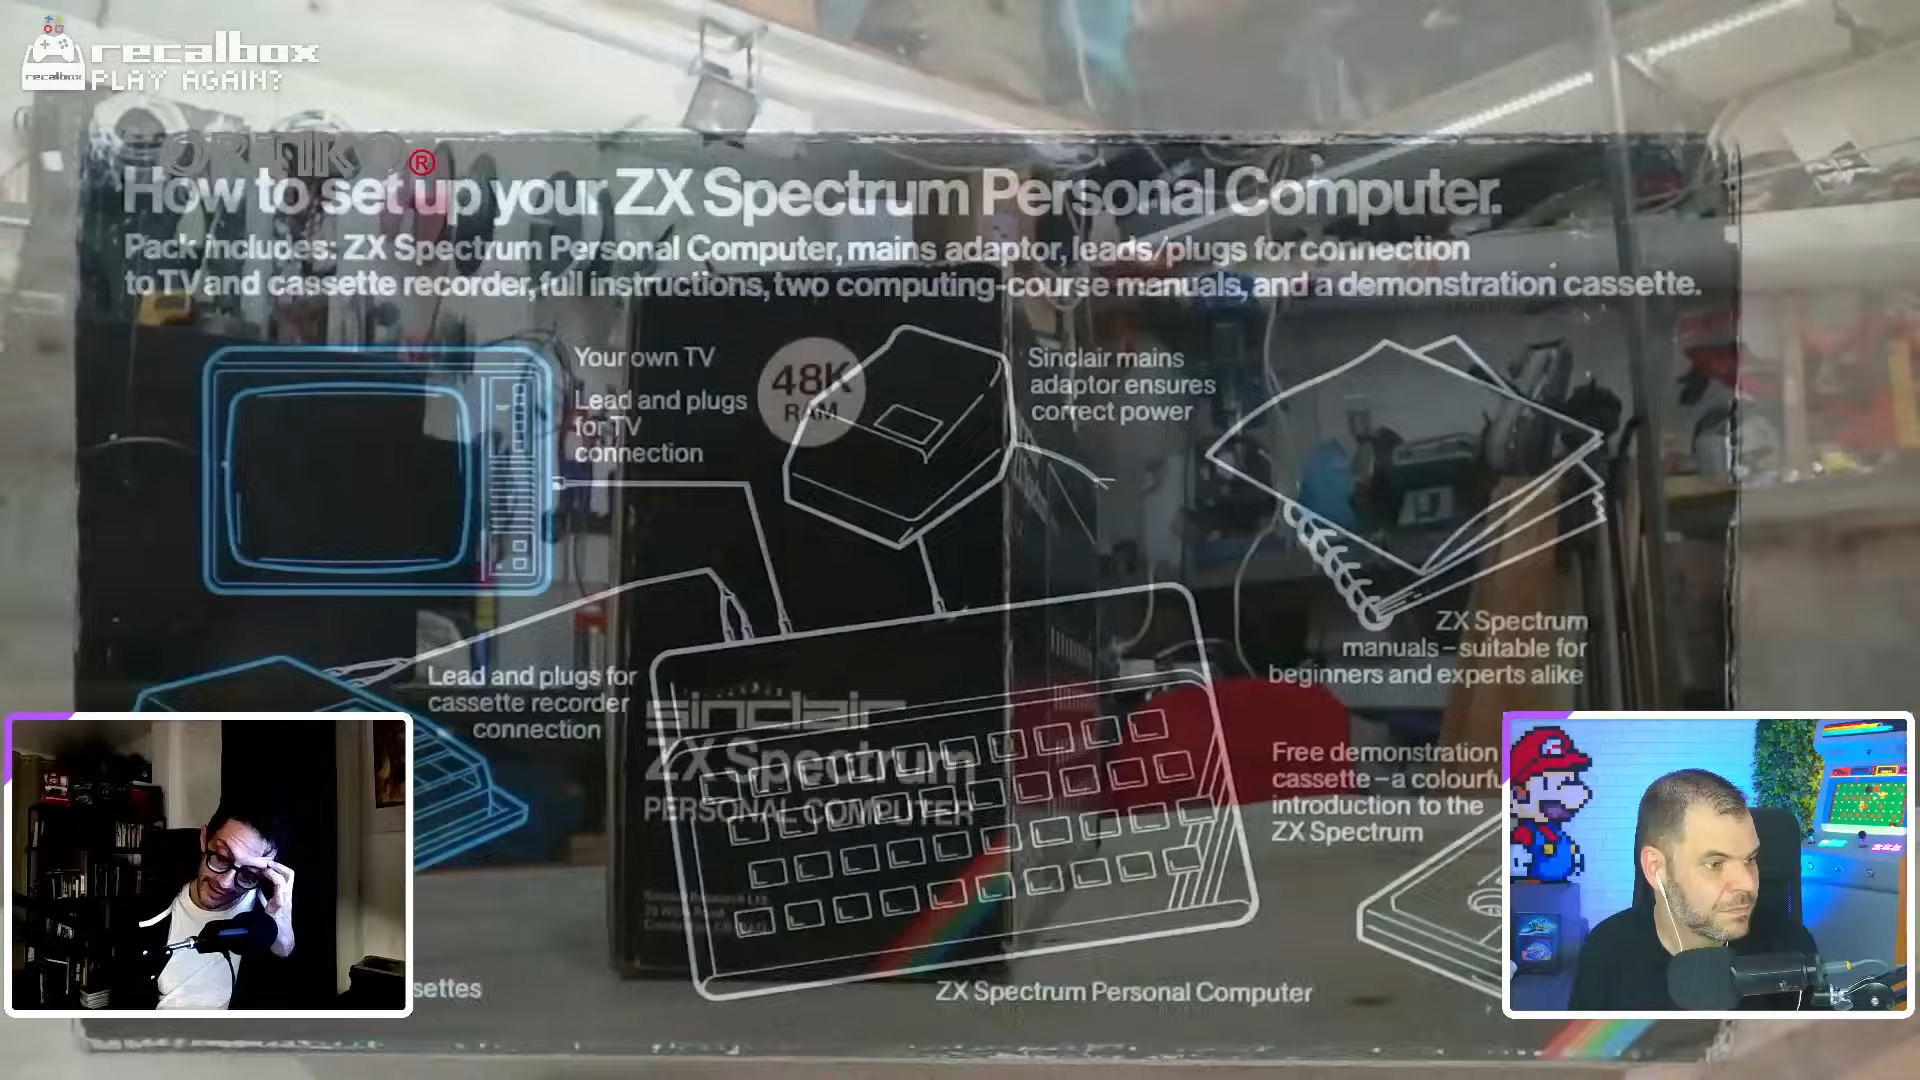 recalbox
PLAY AGAIN?
recalbox
®
How to set up your ZX Spectrum Personal Computer.
Pack includes: ZX Spectrum Personal Computer, mains adaptor, leads/plugs for connection
to TV and cassette recorder, full instructions, two computing-course manuals, and a demonstration cassette.
Your own TV
Lead and plugs
for TV
connection
48K
RAM
Sinclair mains
adaptor ensures
correct power
ZX Spectrum
manuals – suitable for
beginners and experts alike
Lead and plugs for
cassette recorder
connection
sinclair
ZX Spectrum
PERSONAL COMPUTER
Free demonstration
cassette – a colourfu
introduction to the
ZX Spectrum
settes
ZX Spectrum Personal Computer